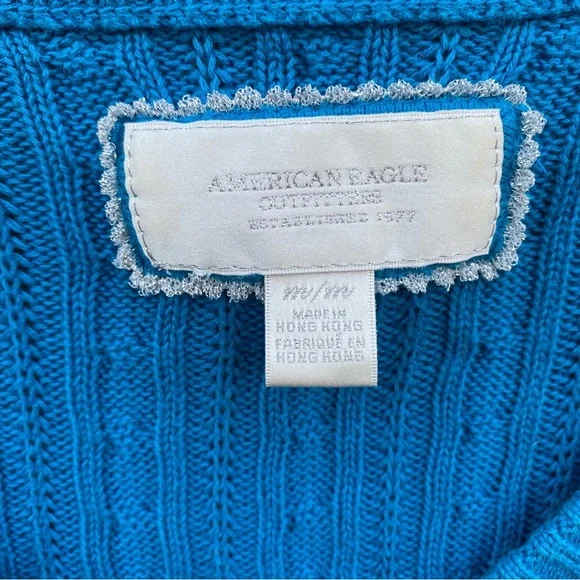 AMERICAN EAGLE
OUTFITTERS
ESTABLISHED 1977
m/m
MADE IN
HONG KONG
FABRIQUÉ EN
HONG KONG